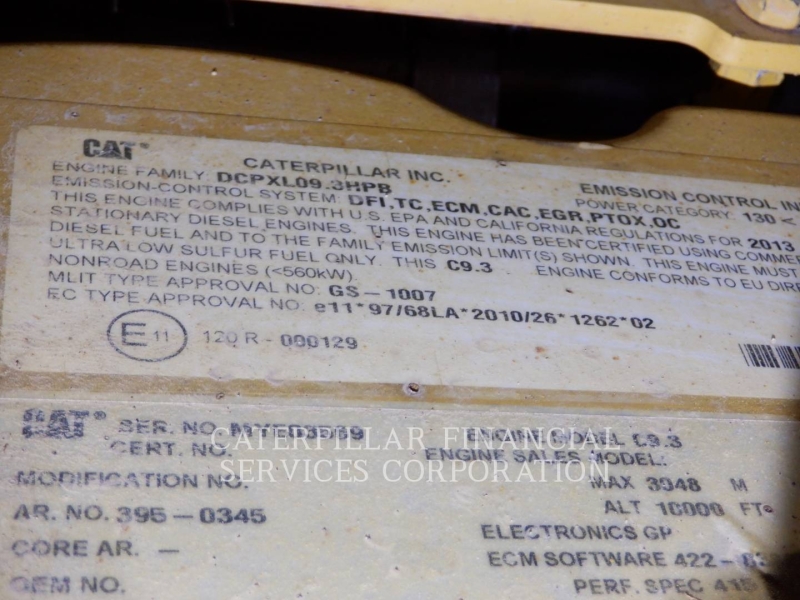 CAT® CATERPILLAR INC.
ENGINE FAMILY: DCPXL09.3HPB EMISSION CONTROL
EMISSION-CONTROL SYSTEM: DFI,TC,ECM,CAC,EGR,PTOX,OC POWER CATEGORY: 130 <
THIS ENGINE COMPLIES WITH U.S. EPA AND CALIFORNIA REGULATIONS FOR 2013
STATIONARY DIESEL ENGINES. THIS ENGINE HAS BEEN CERTIFIED USING
DIESEL FUEL AND TO THE FAMILY EMISSION LIMIT(S) SHOWN. THIS ENGINE MUST
ULTRA LOW SULFUR FUEL ONLY. THIS C9.3 ENGINE CONFORMS TO EU
NONROAD ENGINES (<560kW).
MLIT TYPE APPROVAL NO: GS-1007
EC TYPE APPROVAL NO: e11*97/68LA*2010/26*1262*02
E11 120 R - 000129
CAT® SER. NO. ENGINE MODEL C9.3
CERT. NO. ENGINE SALES MODEL:
CATERPILLAR FINANCIAL
SERVICES CORPORATION
MODIFICATION NO. MAX 3048 M
AR. NO. 395-0345 ALT 10000 FT
CORE AR. - ELECTRONICS GP
OEM NO. ECM SOFTWARE 422-
PERF. SPEC